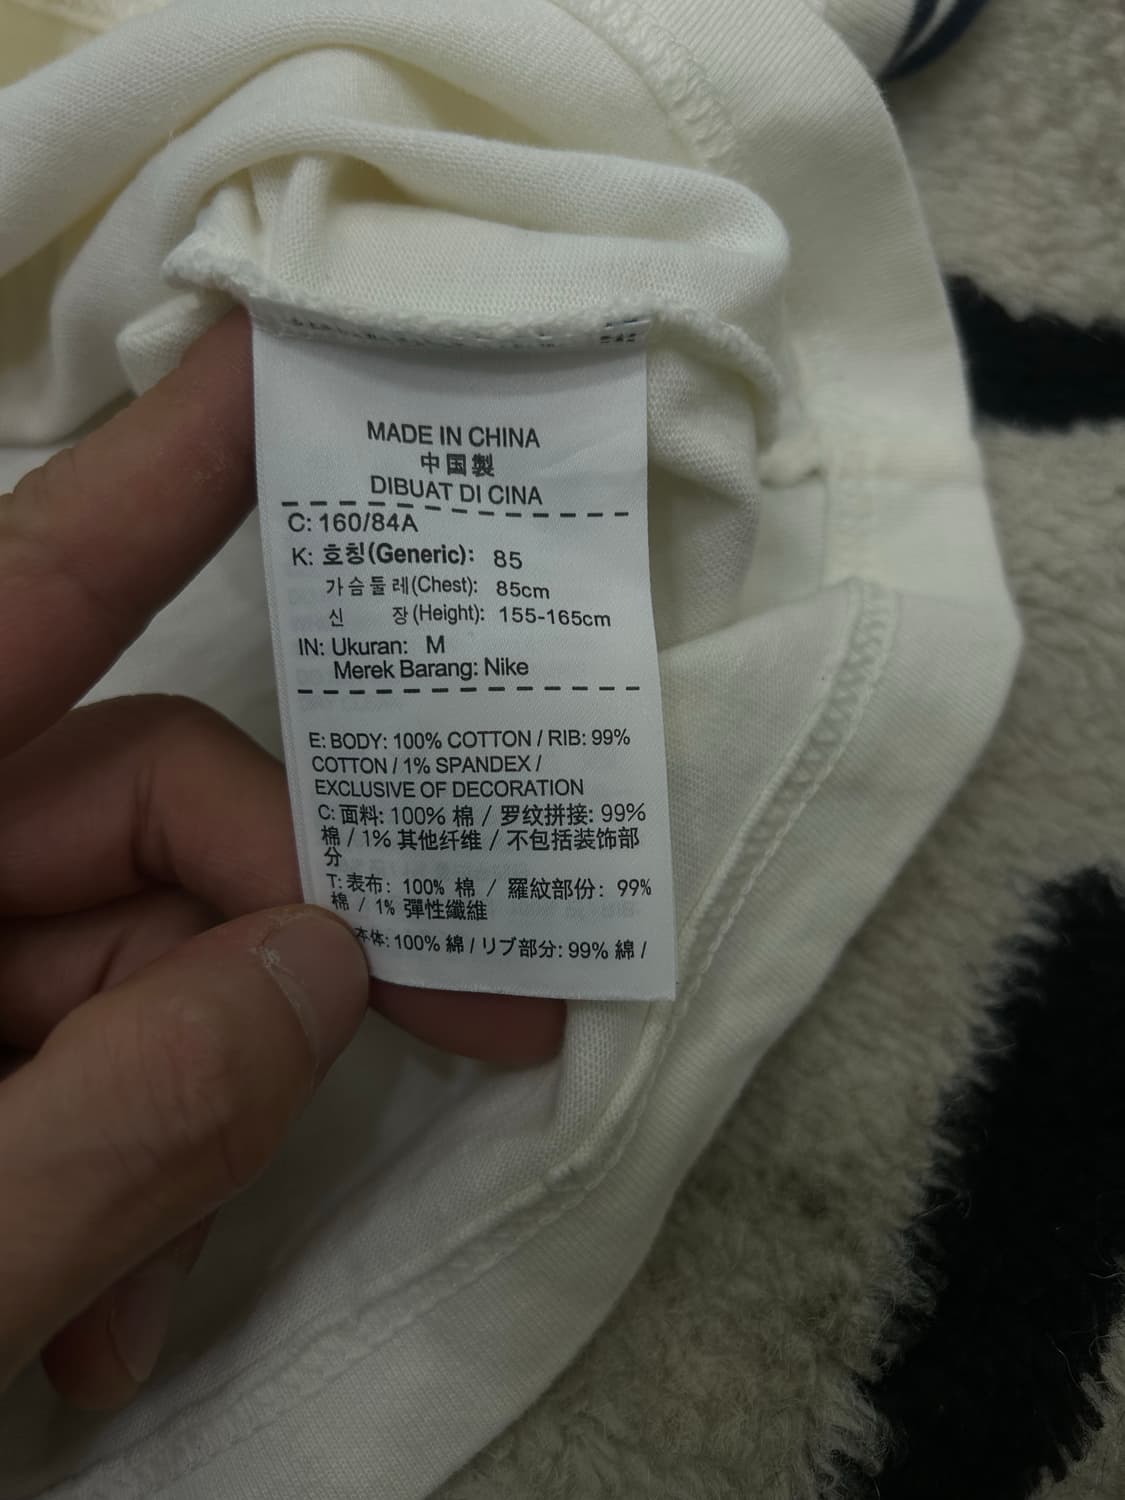 MADE IN CHINA
中国製
DIBUAT DI CINA
C: 160/84A
K: 호칭(Generic): 85
가슴둘레(Chest): 85cm
신 장(Height): 155-165cm
IN: Ukuran: M
Merek Barang: Nike
E: BODY: 100% COTTON / RIB: 99%
COTTON / 1% SPANDEX /
EXCLUSIVE OF DECORATION
C: 面料: 100% 棉 / 罗纹拼接: 99%
棉 / 1% 其他纤维 / 不包括装饰部
分
T: 表布: 100% 棉 / 羅紋部份: 99%
棉 / 1% 彈性纖維
本体: 100% 綿 / リブ部分: 99% 綿 /